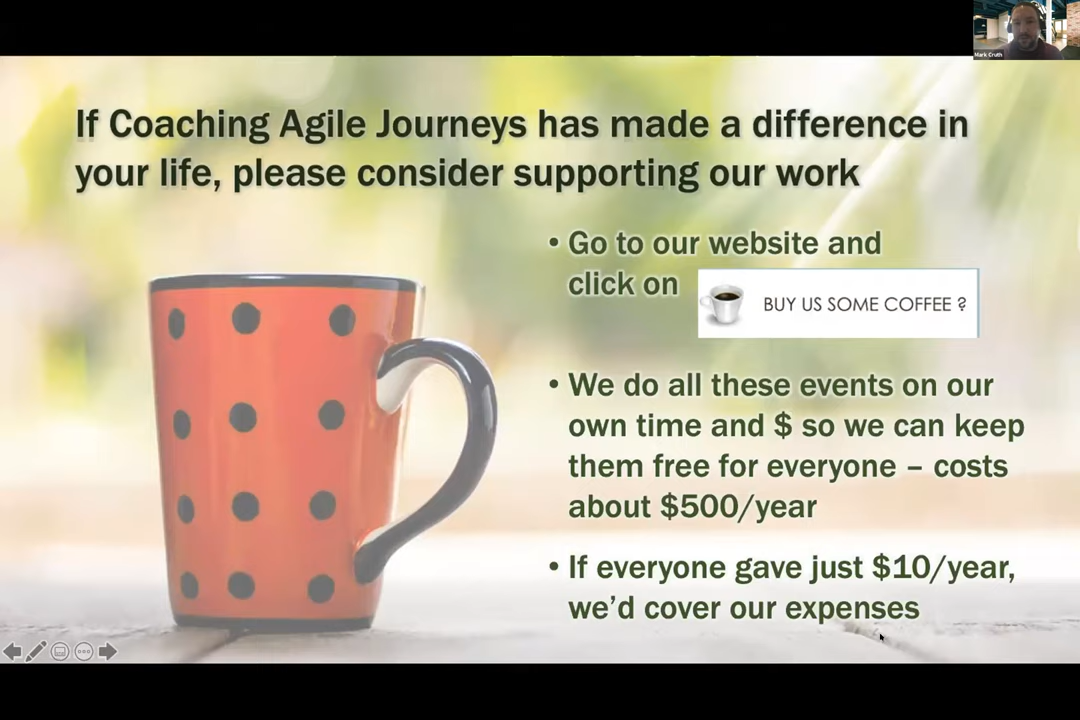 Mark Cruth
If Coaching Agile Journeys has made a difference in
your life, please consider supporting our work
• Go to our website and
click on
BUY US SOME COFEE ?
• We do all these events on our
own time and $ so we can keep
them free for everyone – costs
about $500/year
• If everyone gave just $10/year,
we’d cover our expenses